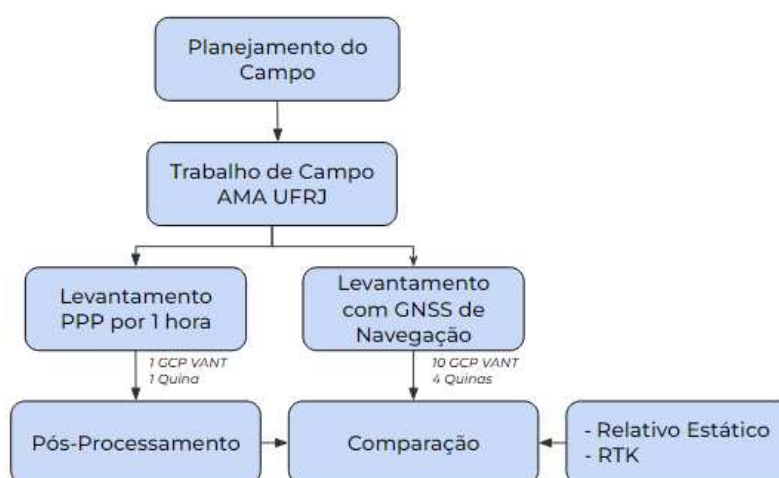 Planejamento do
Campo
Trabalho de Campo
AMA UFRJ
Levantamento
PPP por 1 hora
Levantamento
com GNSS de
Navegação
1 GCP VANT
1 Quina
10 GCP VANT
4 Quinas
Pós-Processamento
Comparação
- Relativo Estático
- RTK